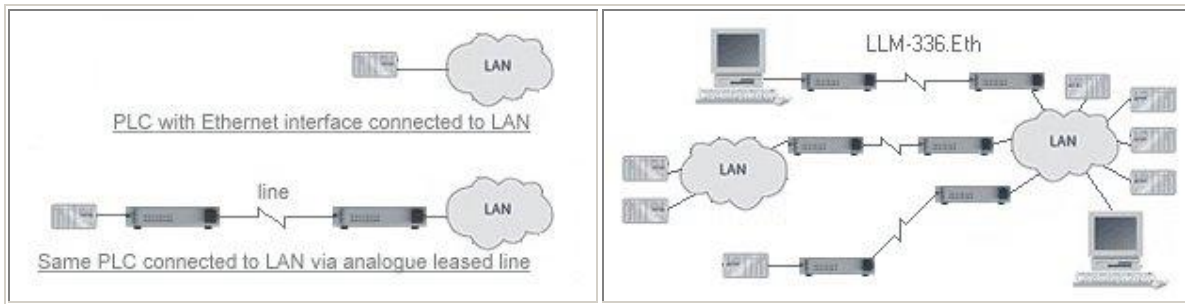 LAN
PLC with Ethernet interface connected to LAN
line
LAN
Same PLC connected to LAN via analogue leased line
LLM-336.Eth
LAN
LAN